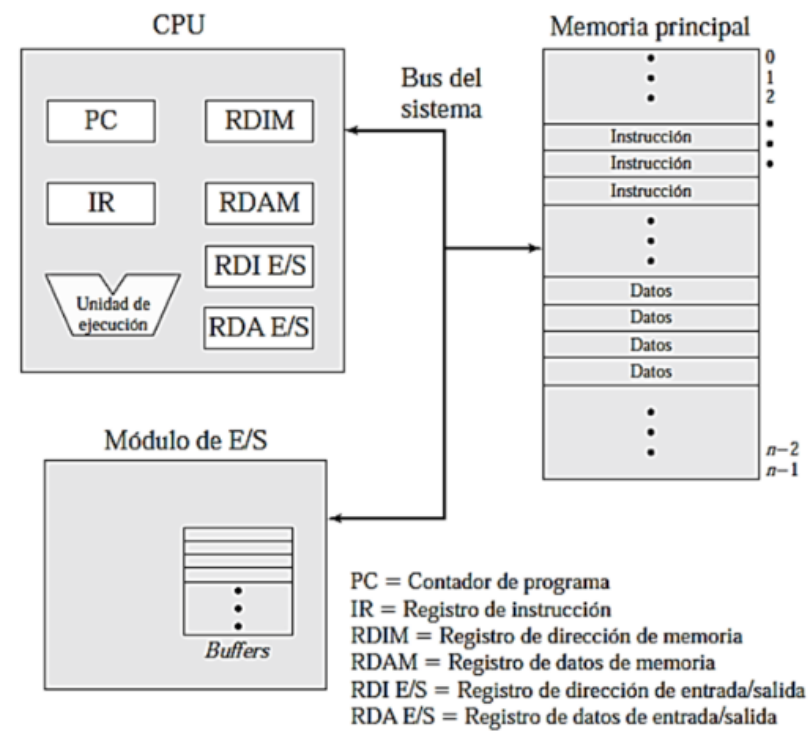 CPU
PC
RDIM
IR
RDAM
RDI E/S
Unidad de
ejecución
RDA E/S
Bus del
sistema
Memoria principal
0
1
2
Instrucción
Instrucción
Instrucción
Datos
Datos
Datos
Datos
n−2
n−1
Módulo de E/S
Buffers
PC = Contador de programa
IR = Registro de instrucción
RDIM = Registro de dirección de memoria
RDAM = Registro de datos de memoria
RDI E/S = Registro de dirección de entrada/salida
RDA E/S = Registro de datos de entrada/salida